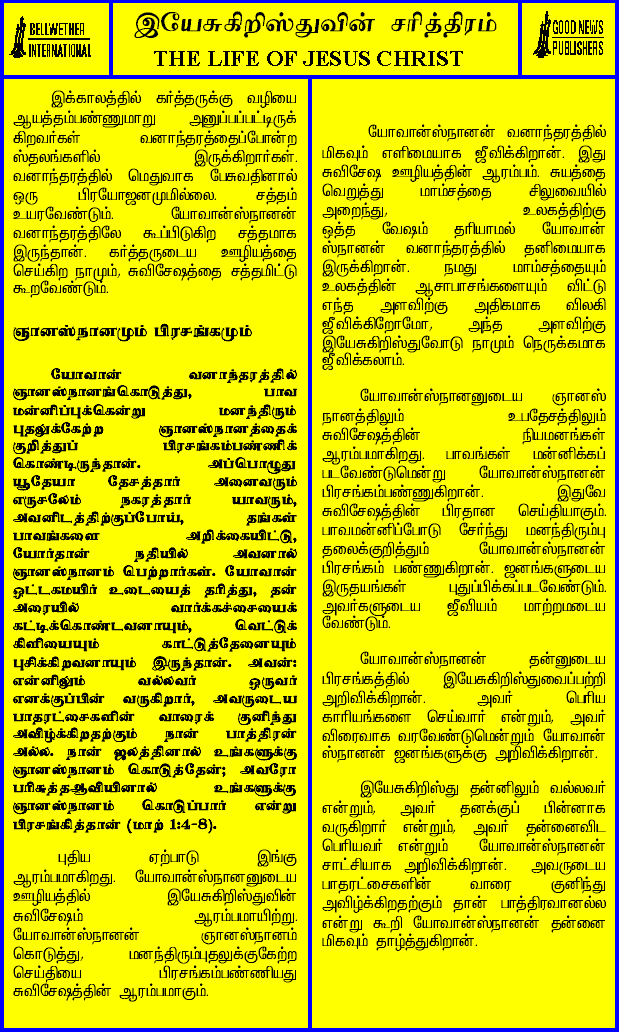 BELLWETHER
INTERNATIONAL
இயேசுகிறிஸ்துவின் சரித்திரம்
THE LIFE OF JESUS CHRIST
GOOD NEWS
PUBLISHERS
இக்காலத்தில் கர்த்தருக்கு வழியை
ஆயத்தம்பண்ணுமாறு அனுப்பப்பட்டிருக்
கிறவர்கள் வனாந்தரத்தைப்போன்ற
ஸ்தலங்களில் இருக்கிறார்கள்.
வனாந்தரத்தில் மெதுவாக பேசுவதினால்
ஒரு பிரயோஜனமுமில்லை. சத்தம்
உயரவேண்டும். யோவான்ஸ்நானன்
வனாந்தரத்திலே கூப்பிடுகிற சத்தமாக
இருந்தான். கர்த்தருடைய ஊழியத்தை
செய்கிற நாமும், சுவிசேஷத்தை சத்தமிட்டு
கூறவேண்டும்.
ஞானஸ்நானமும் பிரசங்கமும்
யோவான் வனாந்தரத்தில்
ஞானஸ்நானங்கொடுத்து, பாவ
மன்னிப்புக்கென்று மனந்திரும்
புதலுக்கேற்ற ஞானஸ்நானத்தைக்
குறித்துப் பிரசங்கம்பண்ணிக்
கொண்டிருந்தான். அப்பொழுது
யூதேயா தேசத்தார் அனைவரும்
எருசலேம் நகரத்தார் யாவரும்,
அவனிடத்திற்குப்போய், தங்கள்
பாவங்களை அறிக்கையிட்டு,
யோர்தான் நதியில் அவனால்
ஞானஸ்நானம் பெற்றார்கள். யோவான்
ஒட்டகமயிர் உடையைத் தரித்து, தன்
அரையில் வார்க்கச்சையைக்
கட்டிக்கொண்டவனாயும், வெட்டுக்
கிளியையும் காட்டுத்தேனையும்
புசிக்கிறவனாயும் இருந்தான். அவன்:
என்னிலும் வல்லவர் ஒருவர்
எனக்குப்பின் வருகிறார், அவருடைய
பாதரட்சைகளின் வாரைக் குனிந்து
அவிழ்க்கிறதற்கும் நான் பாத்திரன்
அல்ல. நான் ஜலத்தினால் உங்களுக்கு
ஞானஸ்நானம் கொடுத்தேன்; அவரோ
பரிசுத்தஆவியினால் உங்களுக்கு
ஞானஸ்நானம் கொடுப்பார் என்று
பிரசங்கித்தான் (மாற் 1:4-8).
புதிய ஏற்பாடு இங்கு
ஆரம்பமாகிறது. யோவான்ஸ்நானனுடைய
ஊழியத்தில் இயேசுகிறிஸ்துவின்
சுவிசேஷம் ஆரம்பமாயிற்று.
யோவான்ஸ்நானன் ஞானஸ்நானம்
கொடுத்து, மனந்திரும்புதலுக்குகேற்ற
செய்தியை பிரசங்கம்பண்ணியது
சுவிசேஷத்தின் ஆரம்பமாகும்.
யோவான்ஸ்நானன் வனாந்தரத்தில்
மிகவும் எளிமையாக ஜீவிக்கிறான். இது
சுவிசேஷ ஊழியத்தின் ஆரம்பம். சுயத்தை
வெறுத்து மாம்சத்தை சிலுவையில்
அறைந்து, உலகத்திற்கு
ஒத்த வேஷம் தரியாமல் யோவான்
ஸ்நானன் வனாந்தரத்தில் தனிமையாக
இருக்கிறான். நமது மாம்சத்தையும்
உலகத்தின் ஆசாபாசங்களையும் விட்டு
எந்த அளவிற்கு அதிகமாக விலகி
ஜீவிக்கிறோமோ, அந்த அளவிற்கு
இயேசுகிறிஸ்துவோடு நாமும் நெருக்கமாக
ஜீவிக்கலாம்.
யோவான்ஸ்நானனுடைய ஞானஸ்
நானத்திலும் உபதேசத்திலும்
சுவிசேஷத்தின் நியமனங்கள்
ஆரம்பமாகிறது. பாவங்கள் மன்னிக்கப்
படவேண்டுமென்று யோவான்ஸ்நானன்
பிரசங்கம்பண்ணுகிறான். இதுவே
சுவிசேஷத்தின் பிரதான செய்தியாகும்.
பாவமன்னிப்போடு சேர்ந்து மனந்திரும்பு
தலைக்குறித்தும் யோவான்ஸ்நானன்
பிரசங்கம் பண்ணுகிறான். ஜனங்களுடைய
இருதயங்கள் புதுப்பிக்கப்படவேண்டும்.
அவர்களுடைய ஜீவியம் மாற்றமடைய
வேண்டும்.
யோவான்ஸ்நானன் தன்னுடைய
பிரசங்கத்தில் இயேசுகிறிஸ்துவைப்பற்றி
அறிவிக்கிறான். அவர் பெரிய
காரியங்களை செய்வார் என்றும், அவர்
விரைவாக வரவேண்டுமென்றும் யோவான்
ஸ்நானன் ஜனங்களுக்கு அறிவிக்கிறான்.
இயேசுகிறிஸ்து தன்னிலும் வல்லவர்
என்றும், அவர் தனக்குப் பின்னாக
வருகிறார் என்றும், அவர் தன்னைவிட
பெரியவர் என்றும் யோவான்ஸ்நானன்
சாட்சியாக அறிவிக்கிறான். அவருடைய
பாதரட்சைகளின் வாரை குனிந்து
அவிழ்க்கிறதற்கும் தான் பாத்திரவானல்ல
என்று கூறி யோவான்ஸ்நானன் தன்னை
மிகவும் தாழ்த்துகிறான்.